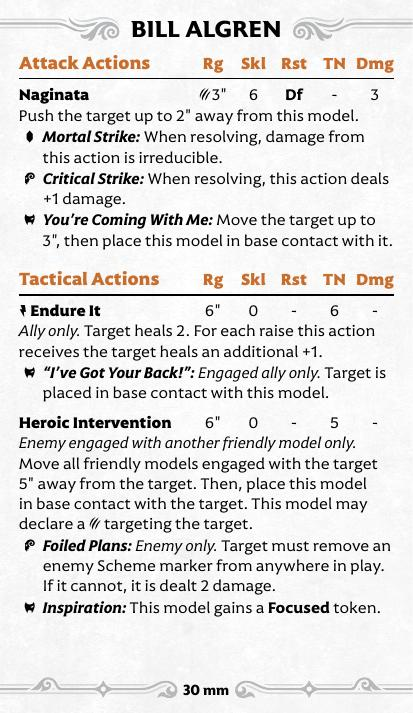 BILL ALGREN
Attack Actions Rg Skl Rst TN Dmg
Naginata 3" 6 Df - 3
Push the target up to 2" away from this model.
Mortal Strike: When resolving, damage from
this action is irreducible.
Critical Strike: When resolving, this action deals
+1 damage.
You're Coming With Me: Move the target up to
3", then place this model in base contact with it.
Tactical Actions Rg Skl Rst TN Dmg
Endure It 6" 0 - 6 -
Ally only. Target heals 2. For each raise this action
receives the target heals an additional +1.
"I've Got Your Back!": Engaged ally only. Target is
placed in base contact with this model.
Heroic Intervention 6" 0 - 5 -
Enemy engaged with another friendly model only.
Move all friendly models engaged with the target
5" away from the target. Then, place this model
in base contact with the target. This model may
declare a targeting the target.
Foiled Plans: Enemy only. Target must remove an
enemy Scheme marker from anywhere in play.
If it cannot, it is dealt 2 damage.
Inspiration: This model gains a Focused token.
30 mm